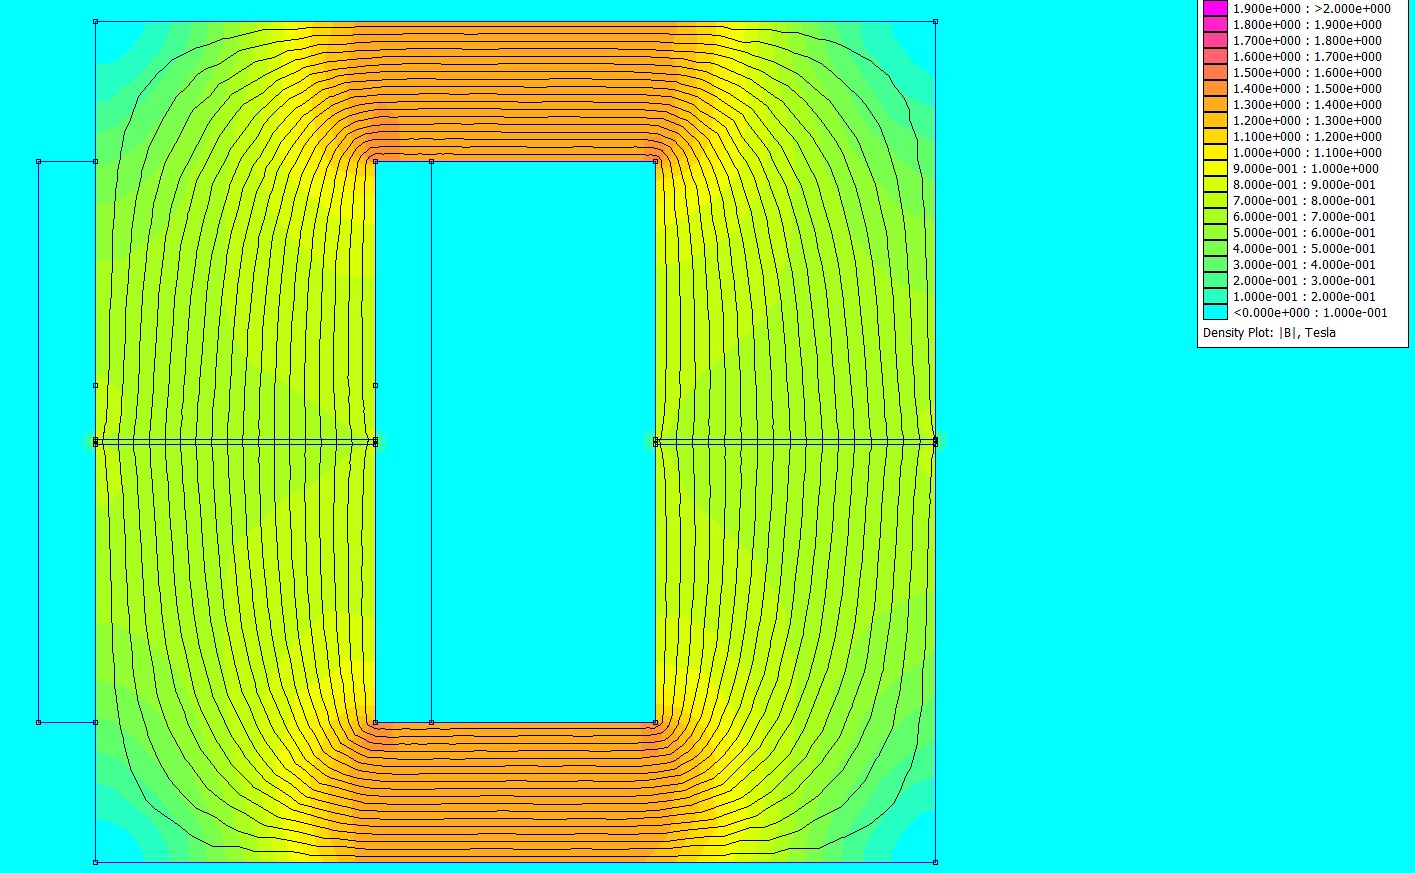 1.900e+000 : >2.000e+000
1.800e+000 : 1.900e+000
1.700e+000 : 1.800e+000
1.600e+000 : 1.700e+000
1.500e+000 : 1.600e+000
1.400e+000 : 1.500e+000
1.300e+000 : 1.400e+000
1.200e+000 : 1.300e+000
1.100e+000 : 1.200e+000
1.000e+000 : 1.100e+000
9.000e-001 : 1.000e+000
8.000e-001 : 9.000e-001
7.000e-001 : 8.000e-001
6.000e-001 : 7.000e-001
5.000e-001 : 6.000e-001
4.000e-001 : 5.000e-001
3.000e-001 : 4.000e-001
2.000e-001 : 3.000e-001
1.000e-001 : 2.000e-001
<0.000e+000 : 1.000e-001
Density Plot: |B|, Tesla